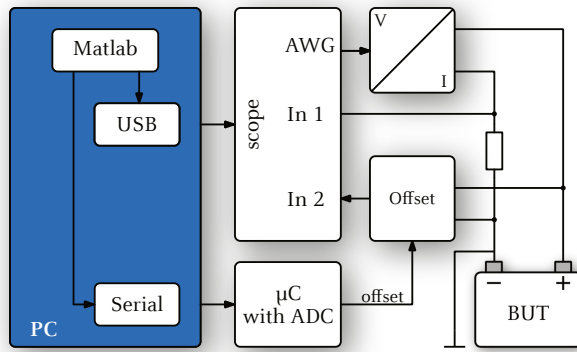 Matlab
USB
Serial
PC
scope
AWG
In 1
In 2
V
I
Offset
µC
with ADC
offset
− +
BUT